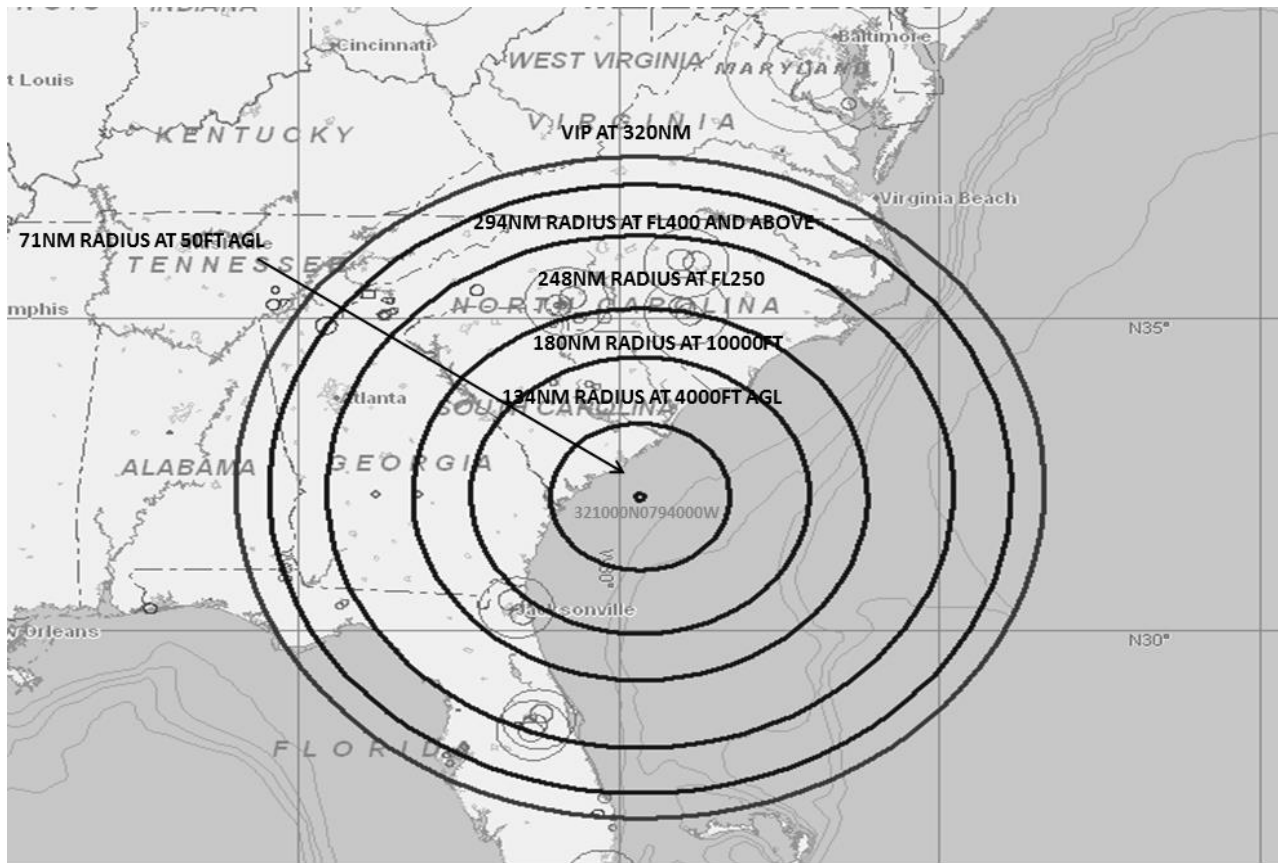 INDIANA
Cincinnati
Baltimore
WEST VIRGINIA
MARYLAND
t Louis
KENTUCKY
VIRGINIA
VIP AT 320NM
Virginia Beach
294NM RADIUS AT FL400 AND ABOVE
71NM RADIUS AT 50FT AGL
TENNESSEE
248NM RADIUS AT FL250
NORTH CAROLINA
mphis
N35°
180NM RADIUS AT 10000FT
134NM RADIUS AT 4000FT AGL
Atlanta
SOUTH CAROLINA
ALABAMA
GEORGIA
321000N0794000W
W80°
Jacksonville
Orleans
N30°
FLORIDA